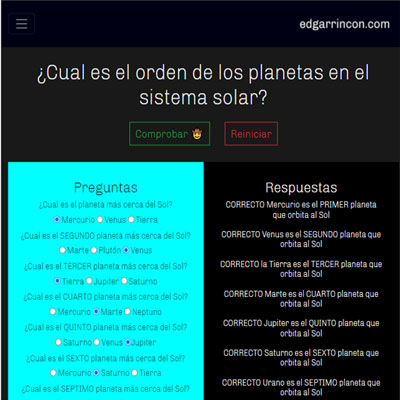 edgarrincon.com
¿Cual es el orden de los planetas en el
sistema solar?
Comprobar 🤠 Reiniciar
Preguntas
¿Cual es el planeta más cerca del Sol?
Mercurio Venus Tierra
¿Cual es el SEGUNDO planeta más cerca del Sol?
Marte Plutón Venus
¿Cual es el TERCER planeta más cerca del Sol?
Tierra Jupiter Saturno
¿Cual es el CUARTO planeta más cerca del Sol?
Mercurio Marte Neptuno
¿Cual es el QUINTO planeta más cerca del Sol?
Saturno Venus Jupiter
¿Cual es el SEXTO planeta más cerca del Sol?
Mercurio Saturno Tierra
¿Cual es el SEPTIMO planeta más cerca del Sol?
Respuestas
CORRECTO Mercurio es el PRIMER planeta
que orbita al Sol
CORRECTO Venus es el SEGUNDO planeta que
orbita al Sol
CORRECTO la Tierra es el TERCER planeta que
orbita al Sol
CORRECTO Marte es el CUARTO planeta que
orbita al Sol
CORRECTO Jupiter es el QUINTO planeta que
orbita al Sol
CORRECTO Saturno es el SEXTO planeta que
orbita al Sol
CORRECTO Urano es el SEPTIMO planeta que
orbita al Sol